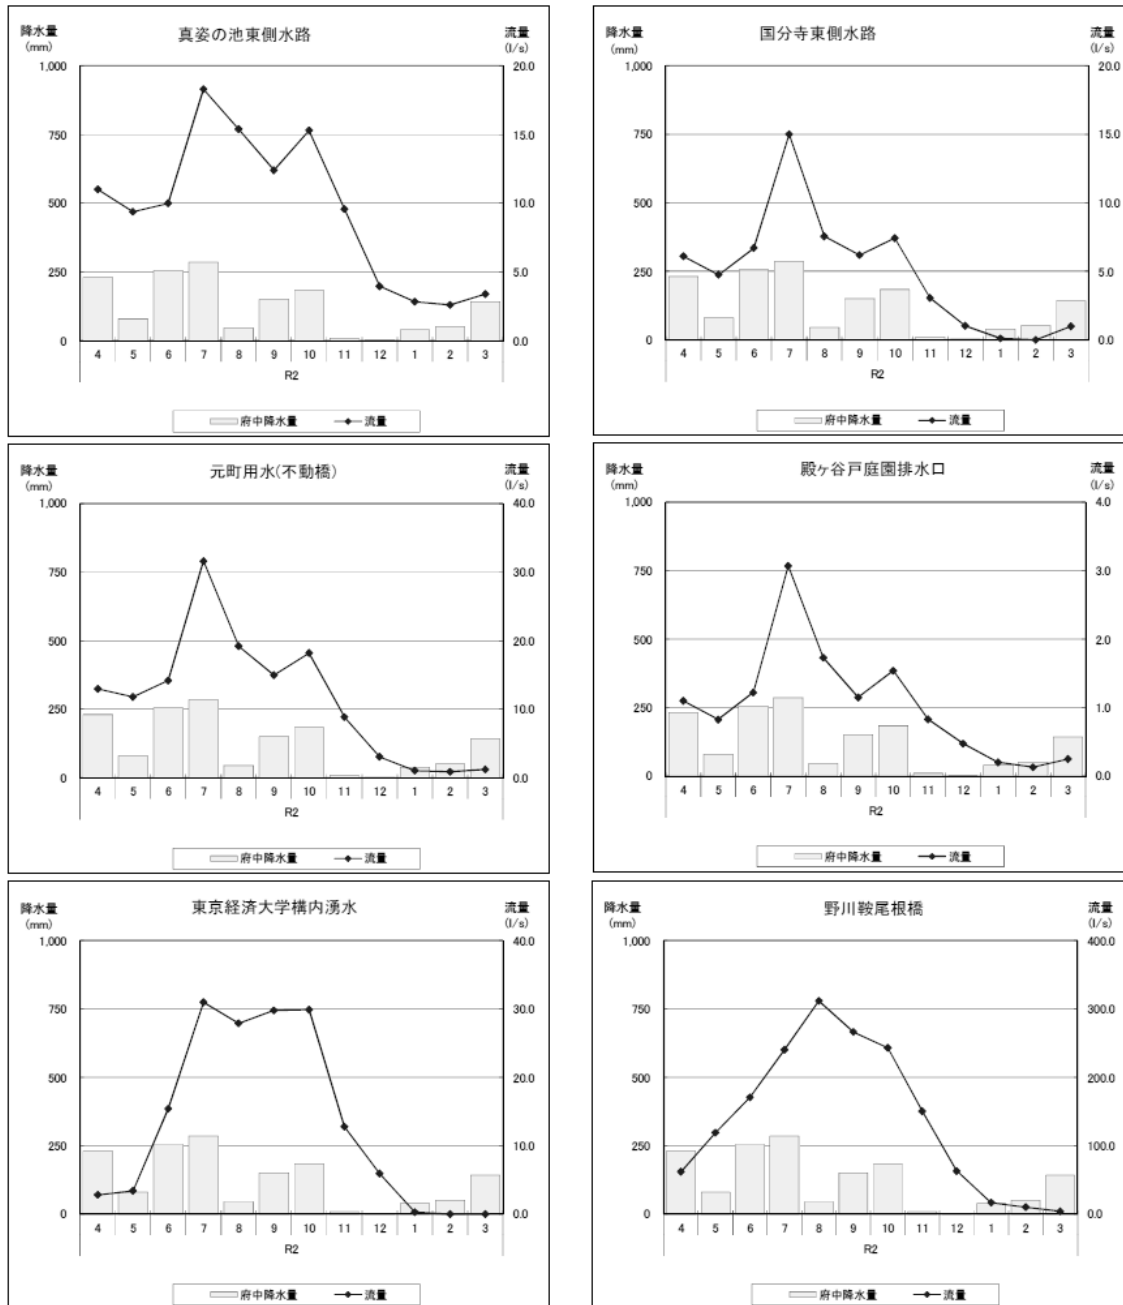 真姿の池東側水路
降水量
(mm)
流量
(l/s)
1,000
750
500
250
0
20.0
15.0
10.0
5.0
0.0
4 5 6 7 8 9 10 11 12 1 2 3
R2
府中降水量 流量
国分寺東側水路
降水量
(mm)
流量
(l/s)
1,000
750
500
250
0
20.0
15.0
10.0
5.0
0.0
4 5 6 7 8 9 10 11 12 1 2 3
R2
府中降水量 流量
元町用水(不動橋)
降水量
(mm)
流量
(l/s)
1,000
750
500
250
0
40.0
30.0
20.0
10.0
0.0
4 5 6 7 8 9 10 11 12 1 2 3
R2
府中降水量 流量
殿ヶ谷戸庭園排水口
降水量
(mm)
流量
(l/s)
1,000
750
500
250
0
4.0
3.0
2.0
1.0
0.0
4 5 6 7 8 9 10 11 12 1 2 3
R2
府中降水量 流量
東京経済大学構内湧水
降水量
(mm)
流量
(l/s)
1,000
750
500
250
0
40.0
30.0
20.0
10.0
0.0
4 5 6 7 8 9 10 11 12 1 2 3
R2
府中降水量 流量
野川鞍尾根橋
降水量
(mm)
流量
(l/s)
1,000
750
500
250
0
400.0
300.0
200.0
100.0
0.0
4 5 6 7 8 9 10 11 12 1 2 3
R2
府中降水量 流量